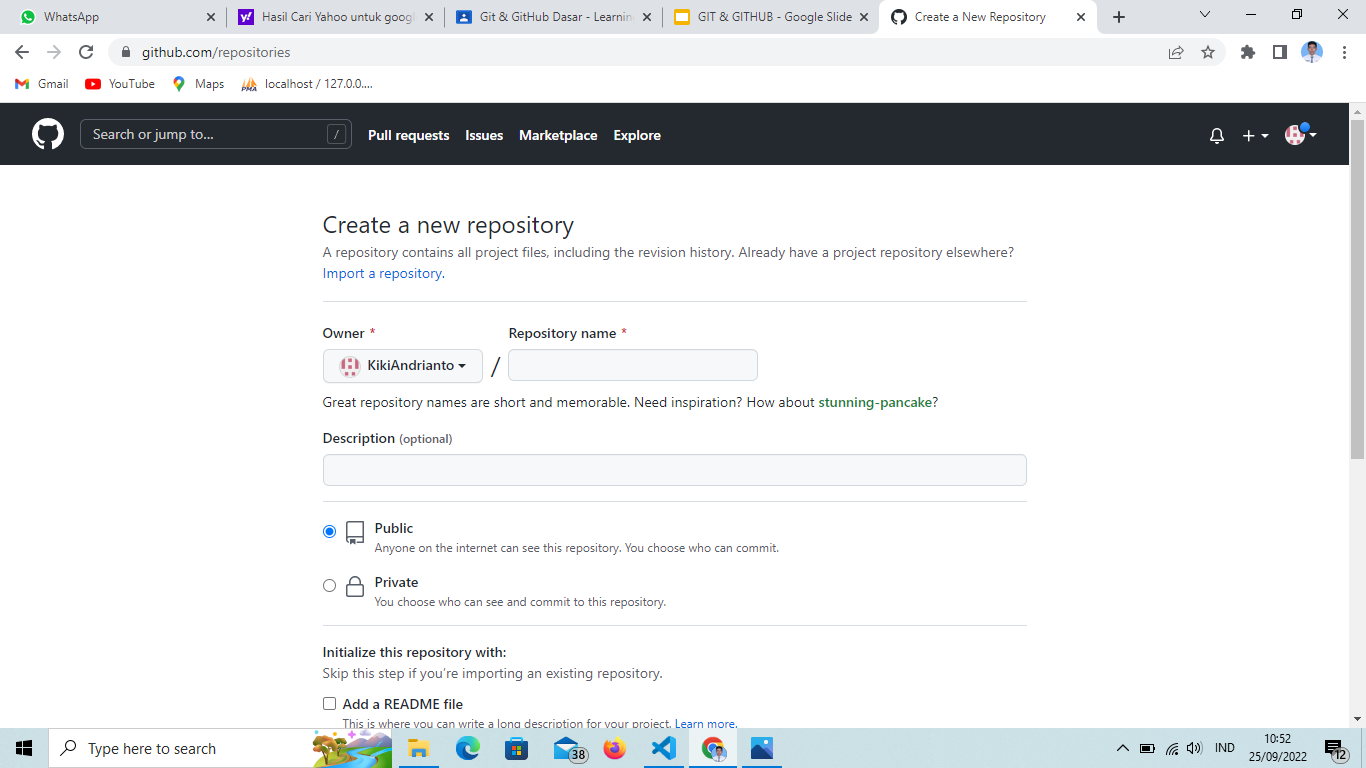 WhatsApp
Hasil Cari Yahoo untuk googl
Git & GitHub Dasar - Learnin
GIT & GITHUB - Google Slide
Create a New Repository
github.com/repositories
Gmail
YouTube
Maps
PMA
localhost / 127.0.0....
Search or jump to...
/
Pull requests
Issues
Marketplace
Explore
Create a new repository
A repository contains all project files, including the revision history. Already have a project repository elsewhere?
Import a repository.
Owner *
Repository name *
KikiAndrianto
/
Great repository names are short and memorable. Need inspiration? How about stunning-pancake?
Description (optional)
Public
Anyone on the internet can see this repository. You choose who can commit.
Private
You choose who can see and commit to this repository.
Initialize this repository with:
Skip this step if you're importing an existing repository.
Add a README file
This is where you can write a long description for your project. Learn more.
Type here to search
38
IND
10:52
25/09/2022
12